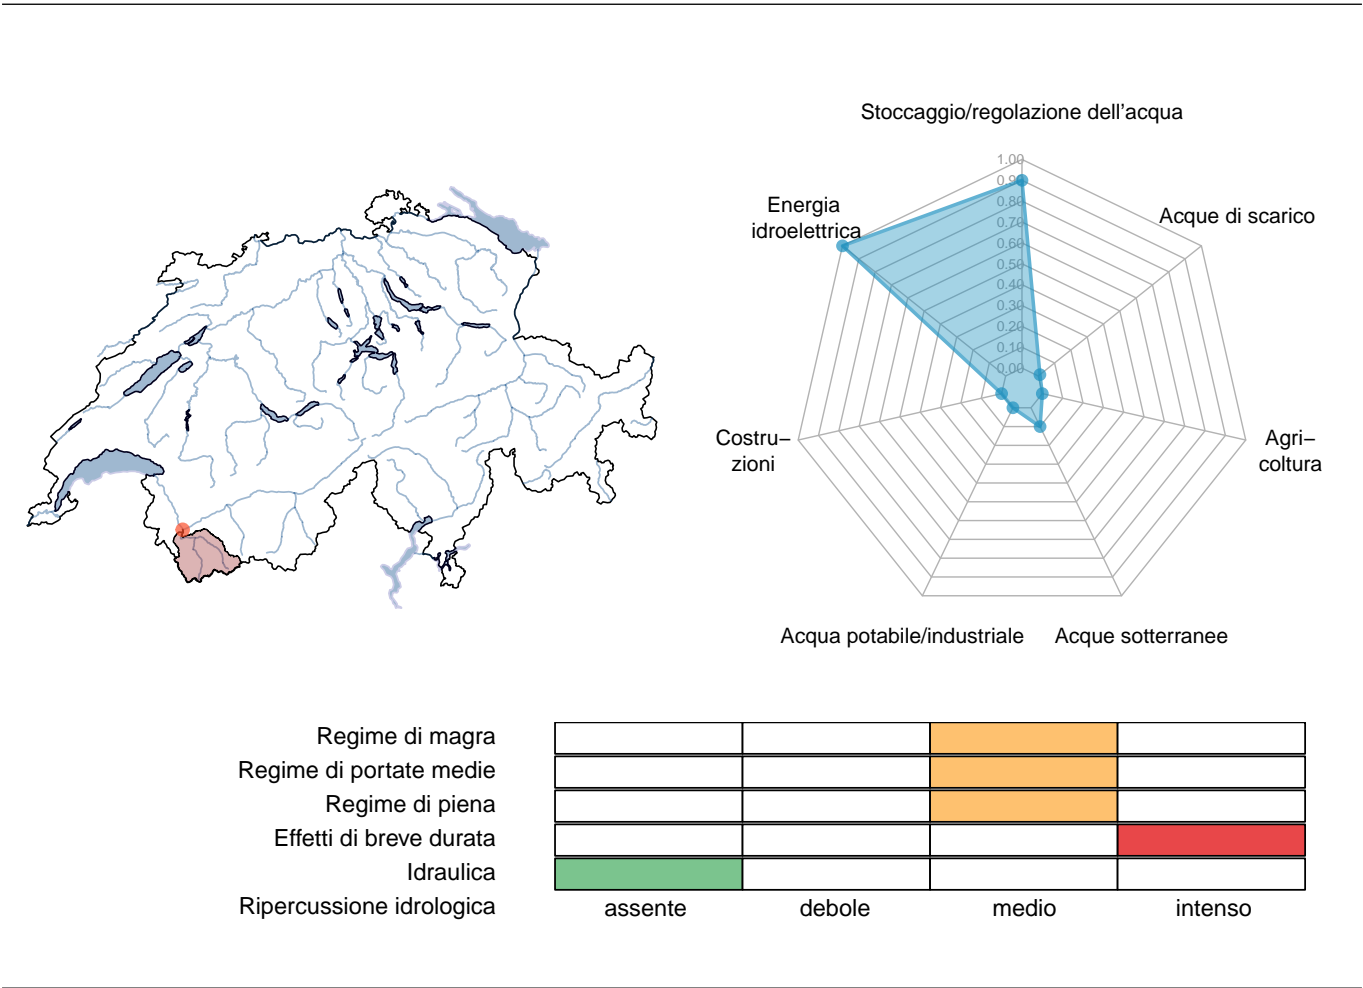 Stoccaggio/regolazione dell'acqua
Energia
idroelettrica
Acque di scarico
1.00
0.90
0.80
0.70
0.60
0.50
0.40
0.30
0.20
0.10
0.00
Costru–
zioni
Agri–
coltura
Acqua potabile/industriale
Acque sotterranee
Regime di magra
Regime di portate medie
Regime di piena
Effetti di breve durata
Idraulica
Ripercussione idrologica assente debole medio intenso